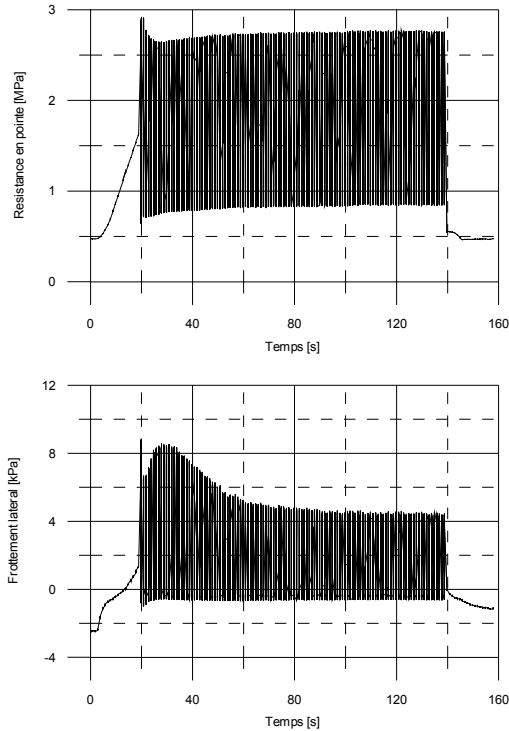 3
2
1
0
Resistance en pointe [MPa]
0 40 80 120 160
Temps [s]
12
8
4
0
-4
Frottement lateral [kPa]
0 40 80 120 160
Temps [s]